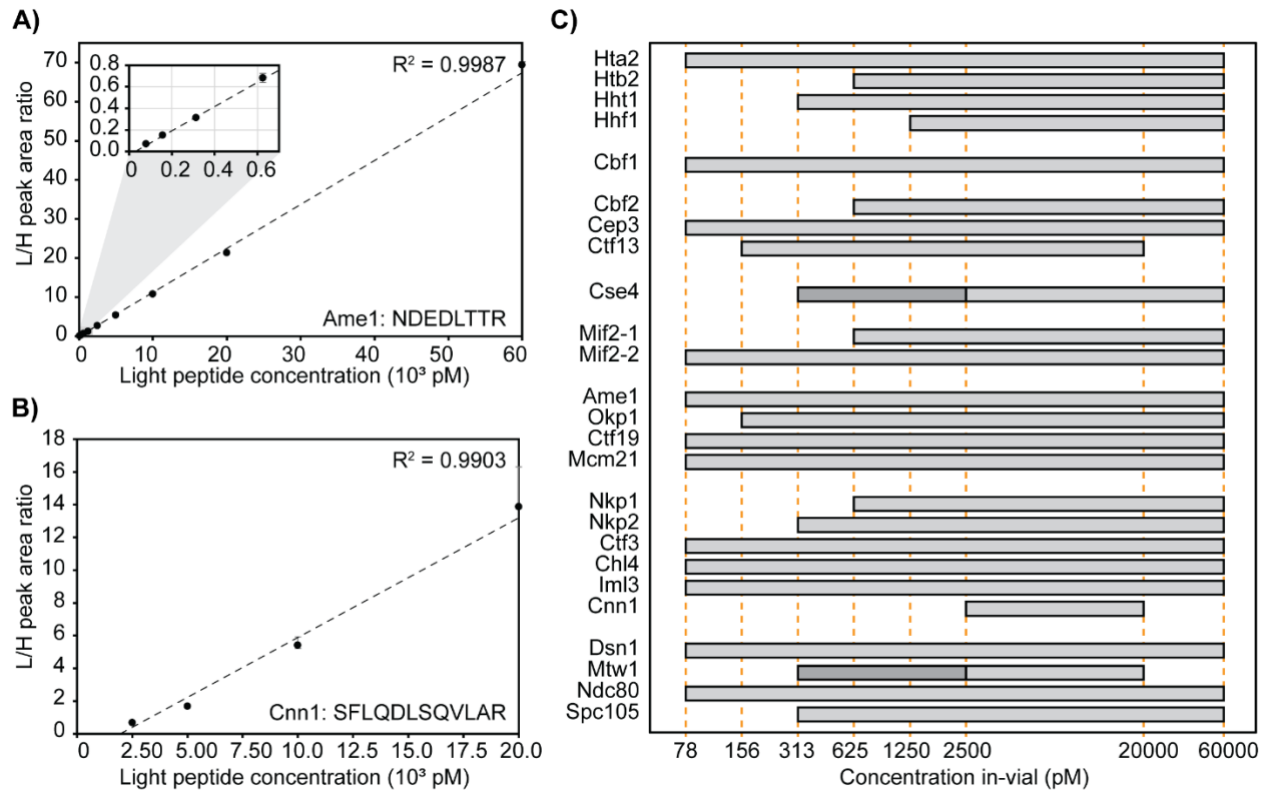 A)
70
60
50
40
30
20
10
0
L/H peak area ratio
R² = 0.9987
0.8
0.6
0.4
0.2
0.0
0 0.2 0.4 0.6
Ame1: NDEDLTTR
0 10 20 30 40 50 60
Light peptide concentration (10³ pM)
B)
18
16
14
12
10
8
6
4
2
0
L/H peak area ratio
R² = 0.9903
Cnn1: SFLQDLSQVLAR
0 2.50 5.0 7.50 10.0 12.5 15.0 17.5 20.0
Light peptide concentration (10³ pM)
C)
Hta2
Htb2
Hht1
Hhf1
Cbf1
Cbf2
Cep3
Ctf13
Cse4
Mif2-1
Mif2-2
Ame1
Okp1
Ctf19
Mcm21
Nkp1
Nkp2
Ctf3
Chl4
Iml3
Cnn1
Dsn1
Mtw1
Ndc80
Spc105
78 156 313 625 1250 2500 20000 60000
Concentration in-vial (pM)